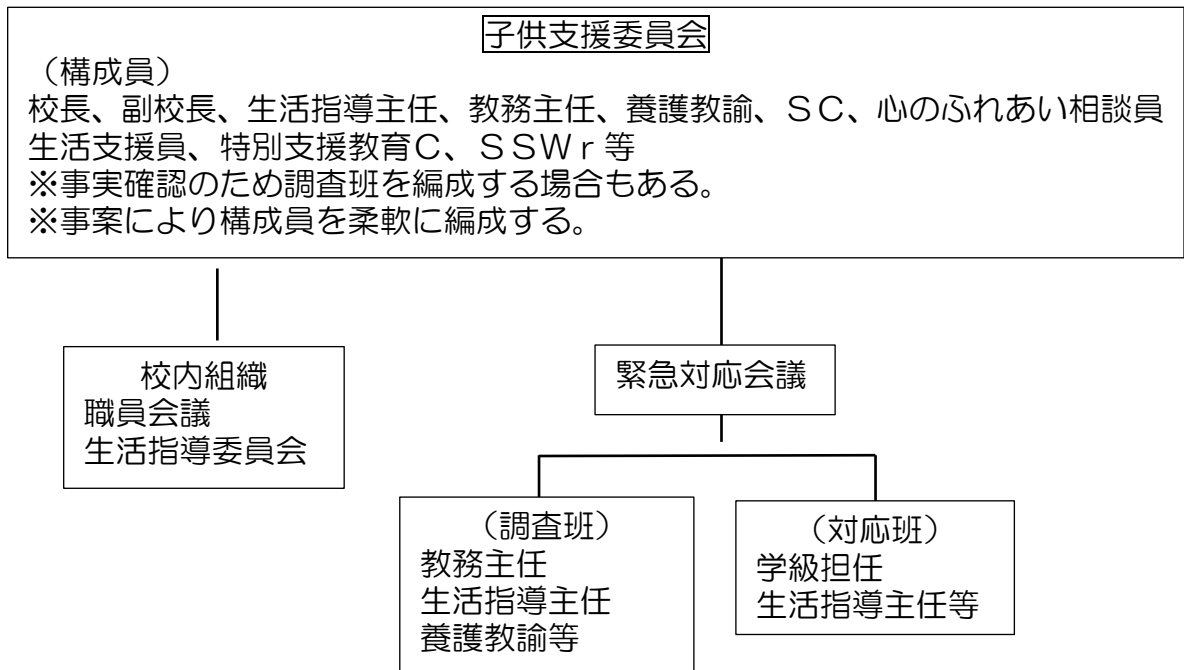 子供支援委員会
（構成員）
校長、副校長、生活指導主任、教務主任、養護教諭、ＳＣ、心のふれあい相談員
生活支援員、特別支援教育Ｃ、ＳＳＷｒ等
※事実確認のため調査班を編成する場合もある。
※事案により構成員を柔軟に編成する。
校内組織
職員会議
生活指導委員会
緊急対応会議
（調査班）
教務主任
生活指導主任
養護教諭等
（対応班）
学級担任
生活指導主任等